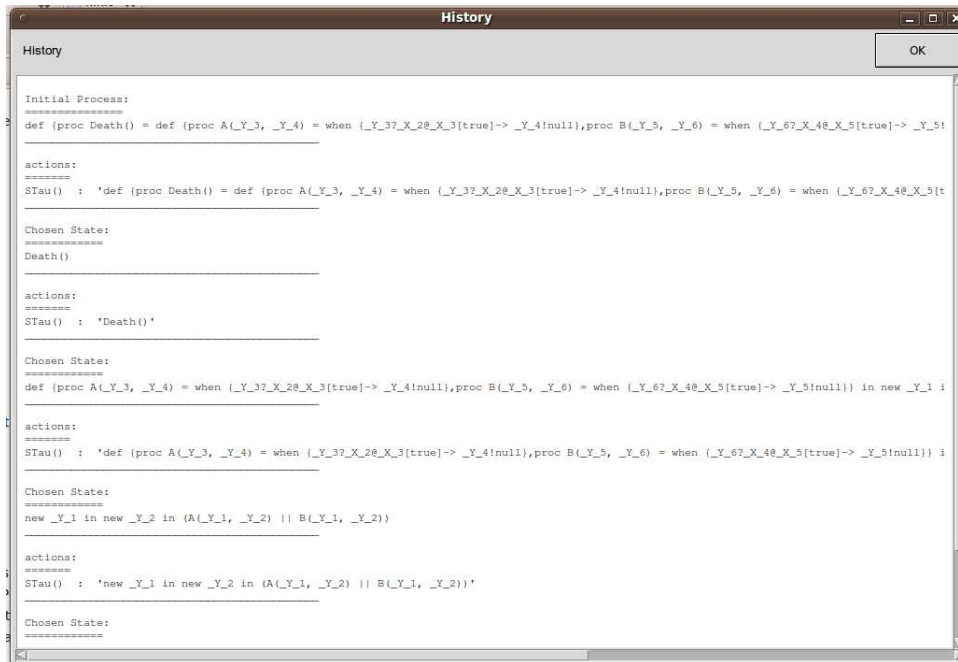 History
History
OK
Initial Process:
===============
def {proc Death() = def {proc A(_Y_3, _Y_4) = when {_Y_3?_X_2@_X_3[true]-> _Y_4!null},proc B(_Y_5, _Y_6) = when {_Y_6?_X_4@_X_5[true]-> _Y_5!
actions:
=======
STau()  :  'def {proc Death() = def {proc A(_Y_3, _Y_4) = when {_Y_3?_X_2@_X_3[true]-> _Y_4!null},proc B(_Y_5, _Y_6) = when {_Y_6?_X_4@_X_5[t
Chosen State:
============
Death()
actions:
=======
STau()  :  'Death()'
Chosen State:
============
def {proc A(_Y_3, _Y_4) = when {_Y_3?_X_2@_X_3[true]-> _Y_4!null},proc B(_Y_5, _Y_6) = when {_Y_6?_X_4@_X_5[true]-> _Y_5!null}} in new _Y_1 i
actions:
=======
STau()  :  'def {proc A(_Y_3, _Y_4) = when {_Y_3?_X_2@_X_3[true]-> _Y_4!null},proc B(_Y_5, _Y_6) = when {_Y_6?_X_4@_X_5[true]-> _Y_5!null}} i
Chosen State:
============
new _Y_1 in new _Y_2 in (A(_Y_1, _Y_2) || B(_Y_1, _Y_2))
actions:
=======
STau()  :  'new _Y_1 in new _Y_2 in (A(_Y_1, _Y_2) || B(_Y_1, _Y_2))'
Chosen State:
============